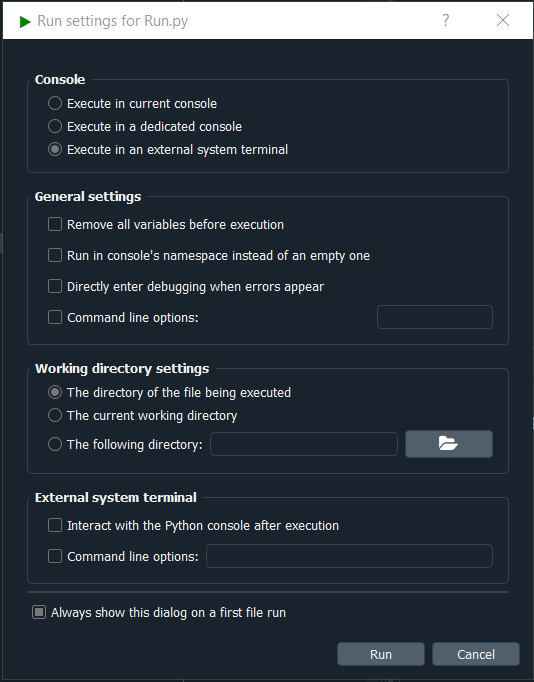 Run settings for Run.py
?
Console
Execute in current console
Execute in a dedicated console
Execute in an external system terminal
General settings
Remove all variables before execution
Run in console's namespace instead of an empty one
Directly enter debugging when errors appear
Command line options:
Working directory settings
The directory of the file being executed
The current working directory
The following directory:
External system terminal
Interact with the Python console after execution
Command line options:
Always show this dialog on a first file run
Run Cancel